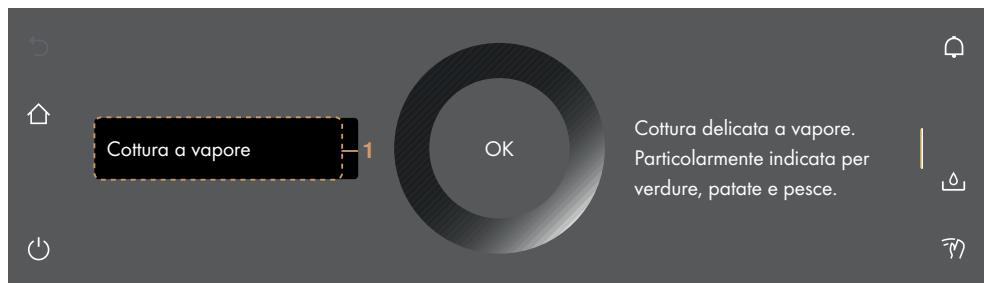 Cottura a vapore
1
OK
Cottura delicata a vapore.
Particolarmente indicata per
verdure, patate e pesce.